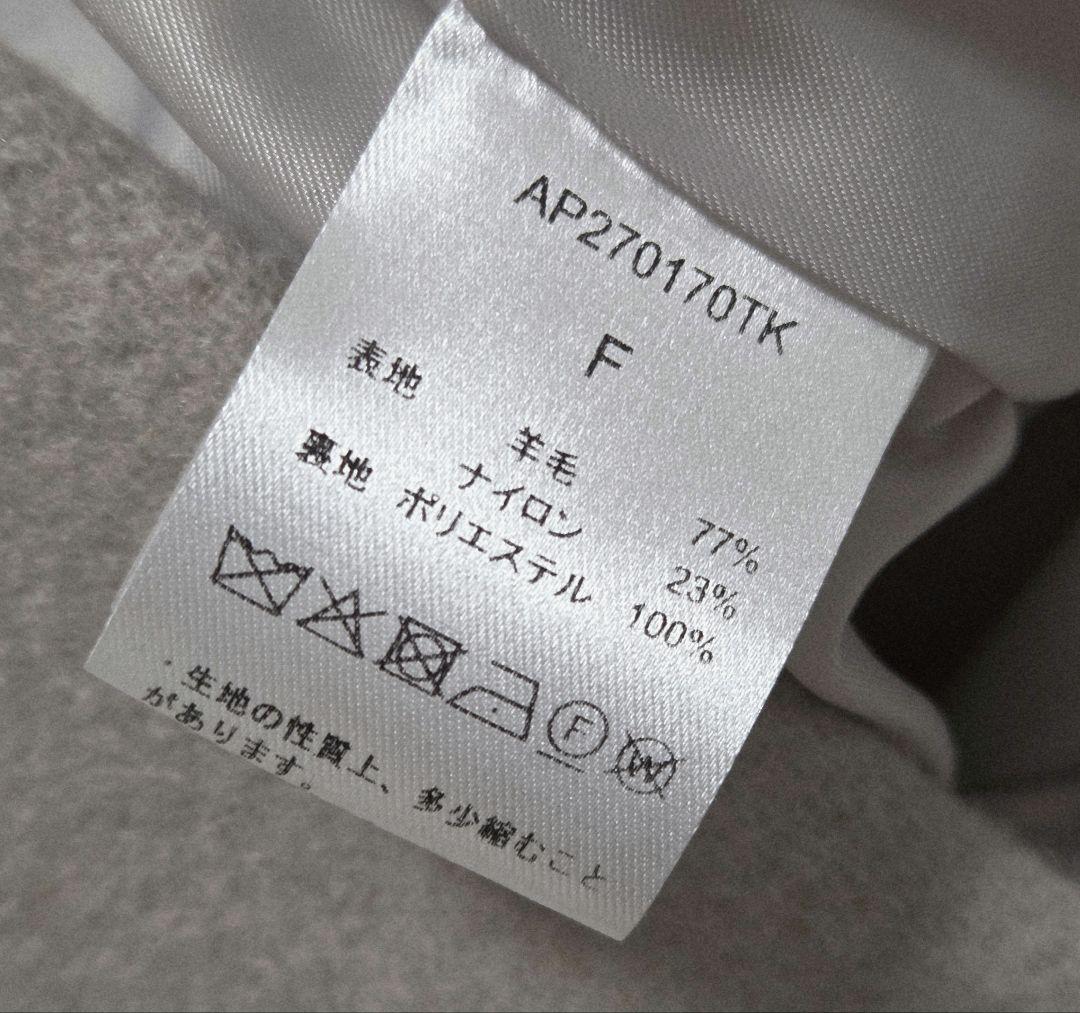 AP270170TK
F
表地 羊毛 77%
ナイロン 23%
裏地 ポリエステル 100%
F W
・生地の性質上、多少縮むこと
があります。